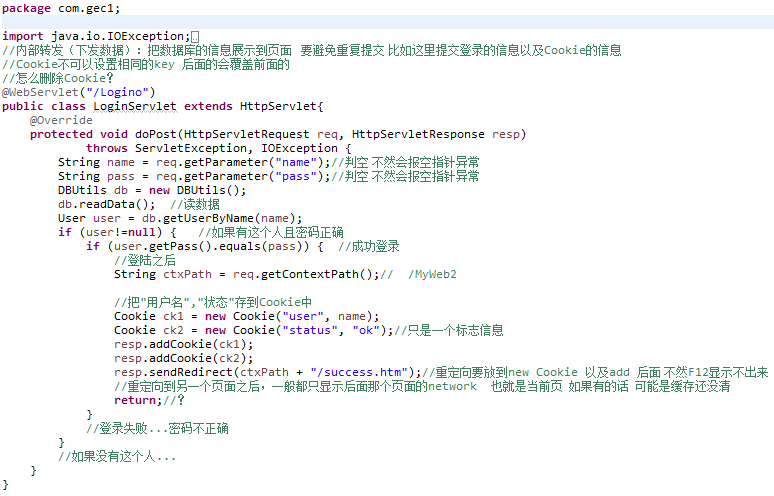 package com.gec1;
import java.io.IOException;
//内部转发（下发数据）：把数据库的信息展示到页面  要避免重复提交 比如这里提交登录的信息以及Cookie的信息
//Cookie不可以设置相同的key 后面的会覆盖前面的
//怎么删除Cookie？
@WebServlet("/Logino")
public class LoginServlet extends HttpServlet{
    @Override
    protected void doPost(HttpServletRequest req, HttpServletResponse resp)
            throws ServletException, IOException {
        String name = req.getParameter("name");//判空 不然会报空指针异常
        String pass = req.getParameter("pass");//判空 不然会报空指针异常
        DBUtils db = new DBUtils();
        db.readData();  //读数据
        User user = db.getUserByName(name);
        if (user!=null) {   //如果有这个人且密码正确
            if (user.getPass().equals(pass)) {  //成功登录
                //登陆之后
                String ctxPath = req.getContextPath();//  /MyWeb2
                //把"用户名","状态"存到Cookie中
                Cookie ck1 = new Cookie("user", name);
                Cookie ck2 = new Cookie("status", "ok");//只是一个标志信息
                resp.addCookie(ck1);
                resp.addCookie(ck2);
                resp.sendRedirect(ctxPath + "/success.htm");//重定向要放到new Cookie 以及add 后面 不然F12显示不出来
                //重定向到另一个页面之后，一般都只显示后面那个页面的network  也就是当前页 如果有的话 可能是缓存还没清
                return;//？
            }
            //登录失败...密码不正确
        }
        //如果没有这个人...
    }
}